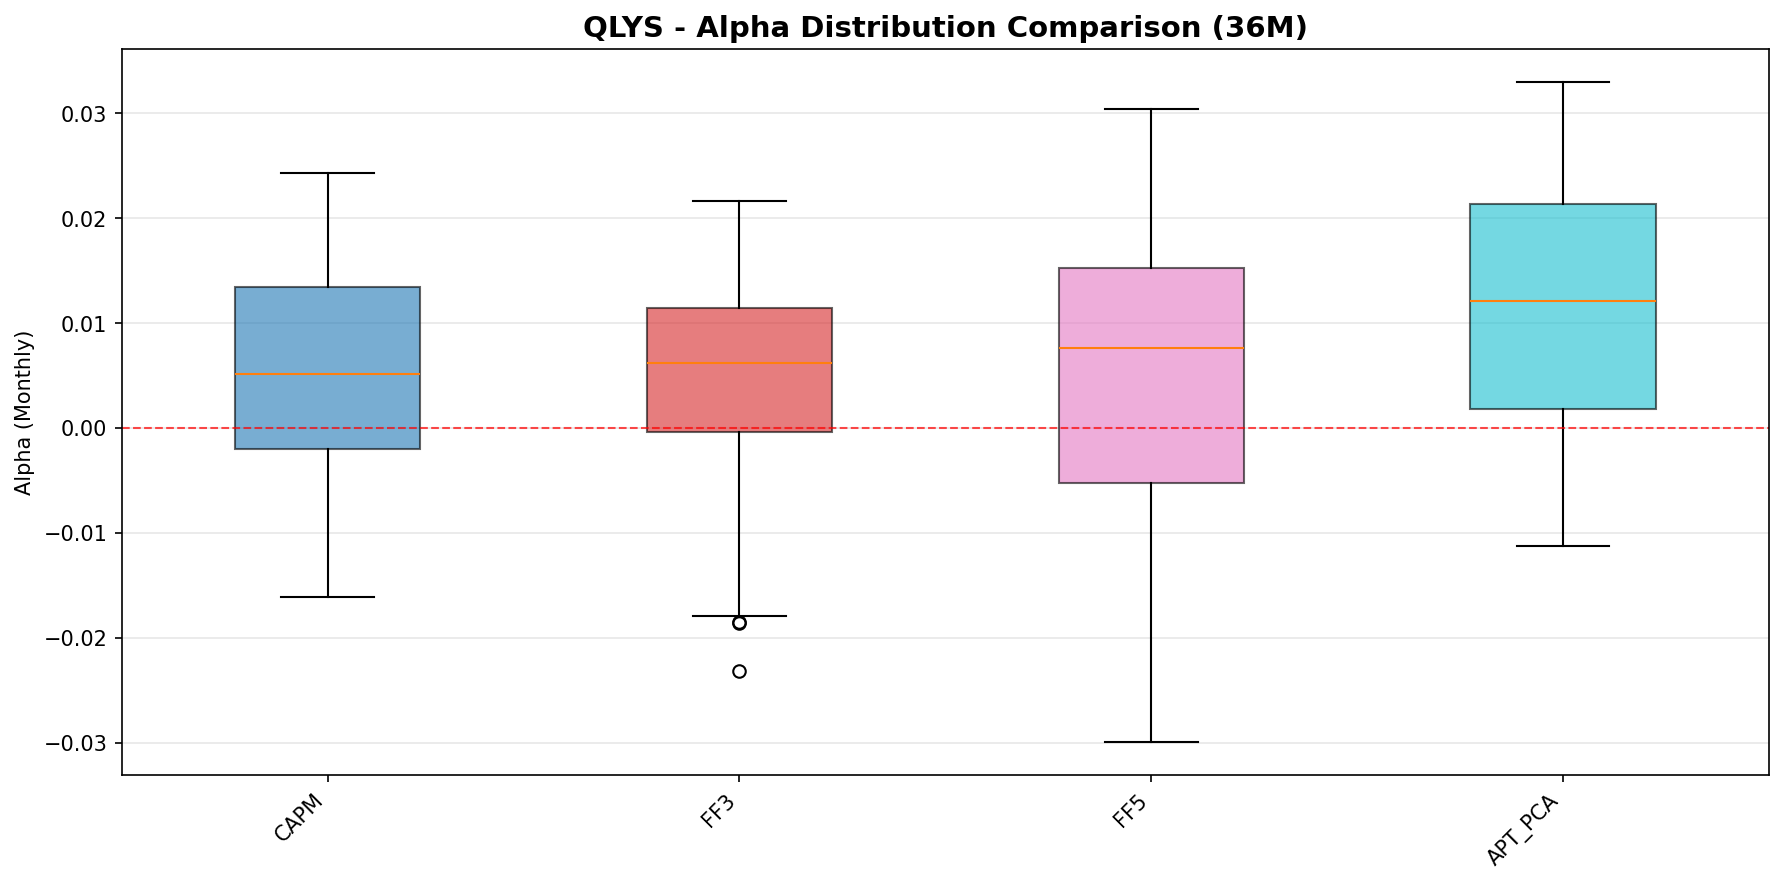 QLYS - Alpha Distribution Comparison (36M)
Alpha (Monthly)
0.03
0.02
0.01
0.00
−0.01
−0.02
−0.03
CAPM
FF3
FF5
APT_PCA